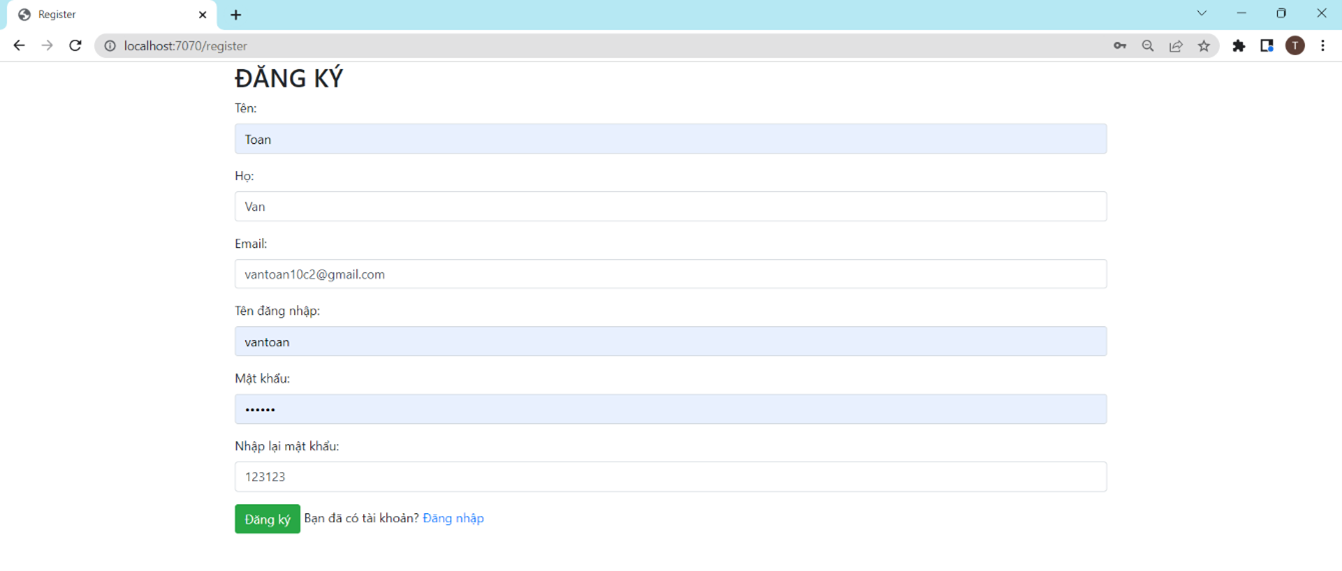 Register
localhost:7070/register
T
ĐĂNG KÝ
Tên:
Toan
Họ:
Van
Email:
vantoan10c2@gmail.com
Tên đăng nhập:
vantoan
Mật khẩu:
••••••
Nhập lại mật khẩu:
123123
Đăng ký Bạn đã có tài khoản? Đăng nhập